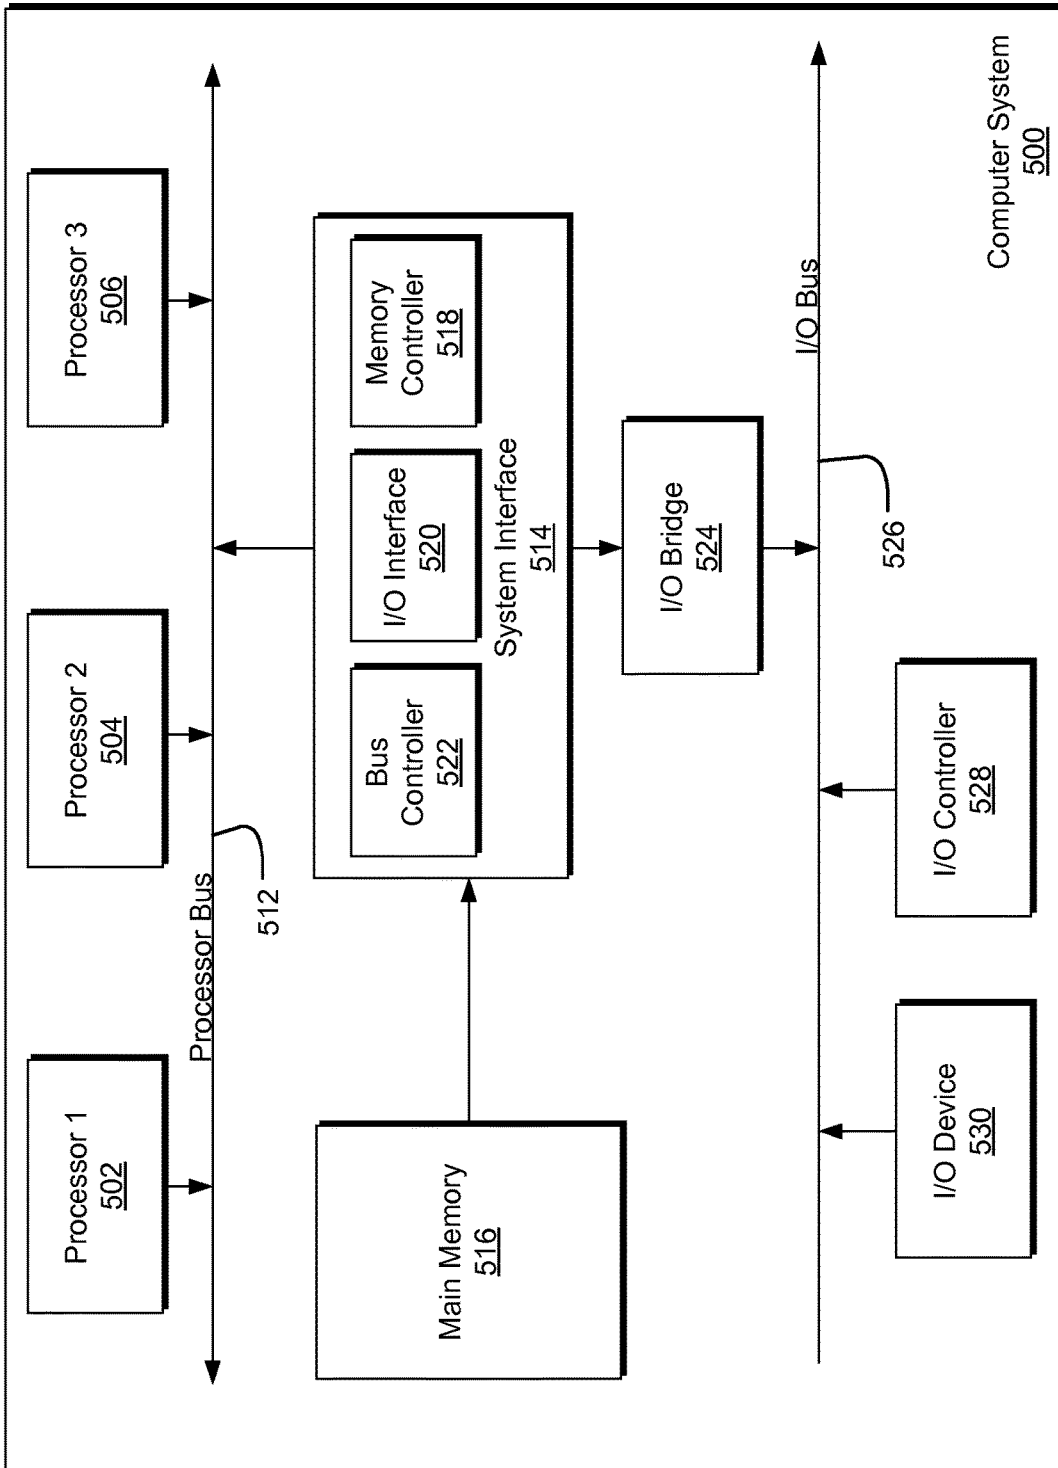 Processor 1
502
Processor 2
504
Processor 3
506
Processor Bus
512
Main Memory
516
Bus
Controller
522
I/O Interface
520
Memory
Controller
518
System Interface
514
I/O Bridge
524
I/O Bus
526
I/O Device
530
I/O Controller
528
Computer System
500